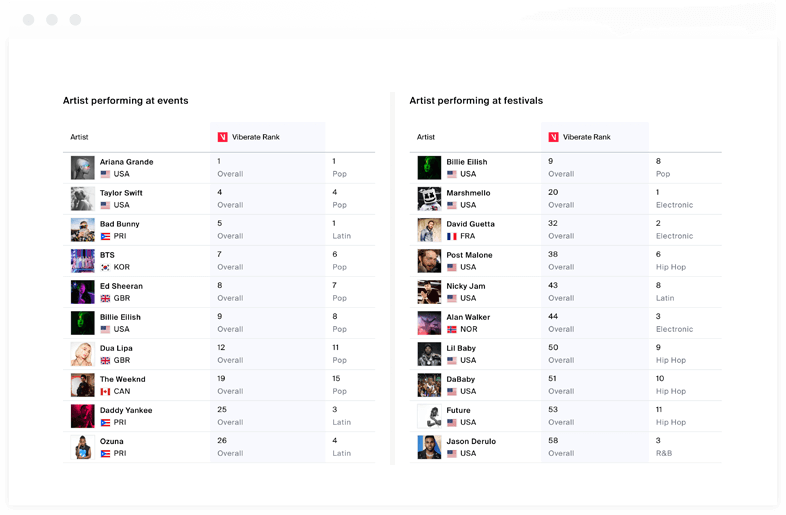 Artist performing at events
Artist Viberate Rank
Ariana Grande 1 1
USA Overall Pop
Taylor Swift 4 4
USA Overall Pop
Bad Bunny 5 1
PRI Overall Latin
BTS 7 6
KOR Overall Pop
Ed Sheeran 8 7
GBR Overall Pop
Billie Eilish 9 8
USA Overall Pop
Dua Lipa 12 11
GBR Overall Pop
The Weeknd 19 15
CAN Overall Pop
Daddy Yankee 25 3
PRI Overall Latin
Ozuna 26 4
PRI Overall Latin
Artist performing at festivals
Artist Viberate Rank
Billie Eilish 9 8
USA Overall Pop
Marshmello 20 1
USA Overall Electronic
David Guetta 32 2
FRA Overall Electronic
Post Malone 38 6
USA Overall Hip Hop
Nicky Jam 43 8
USA Overall Latin
Alan Walker 44 3
NOR Overall Electronic
Lil Baby 50 9
USA Overall Hip Hop
DaBaby 51 10
USA Overall Hip Hop
Future 53 11
USA Overall Hip Hop
Jason Derulo 58 3
USA Overall R&B